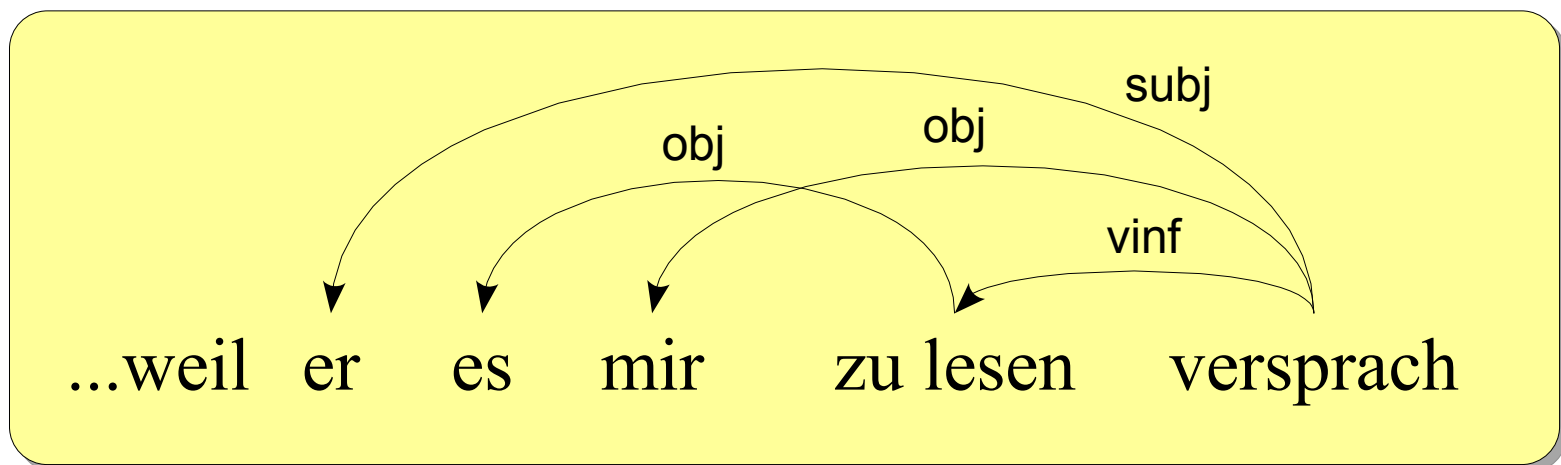 subj
obj
obj
vinf
...weil er es mir zu lesen versprach